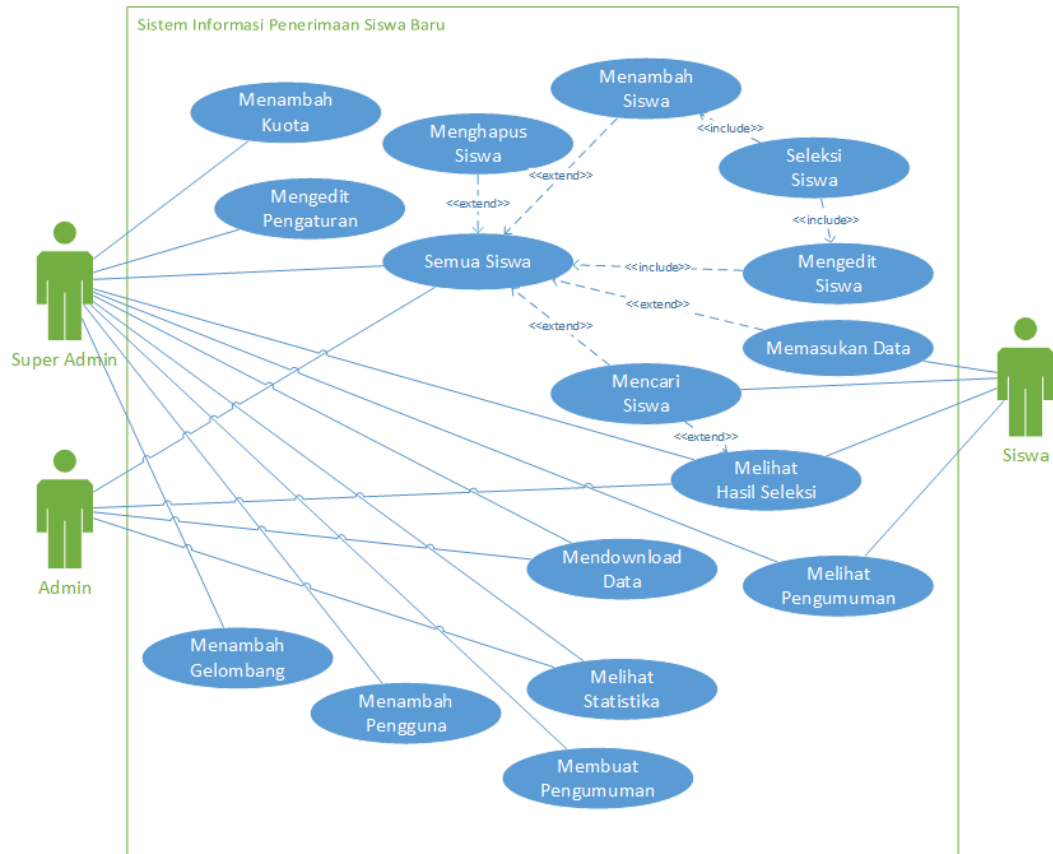 Sistem Informasi Penerimaan Siswa Baru
Menambah
Siswa
Menambah
Kuota
Menghapus
Siswa
<<include>>
Seleksi
Siswa
<<extend>>
Mengedit
Pengaturan
<<extend>>
<<include>>
Semua Siswa
<<include>>
Mengedit
Siswa
<<extend>>
<<extend>>
Memasukan Data
Super Admin
Mencari
Siswa
<<extend>>
Siswa
Melihat
Hasil Seleksi
Admin
Mendownload
Data
Melihat
Pengumuman
Menambah
Gelombang
Melihat
Statistika
Menambah
Pengguna
Membuat
Pengumuman